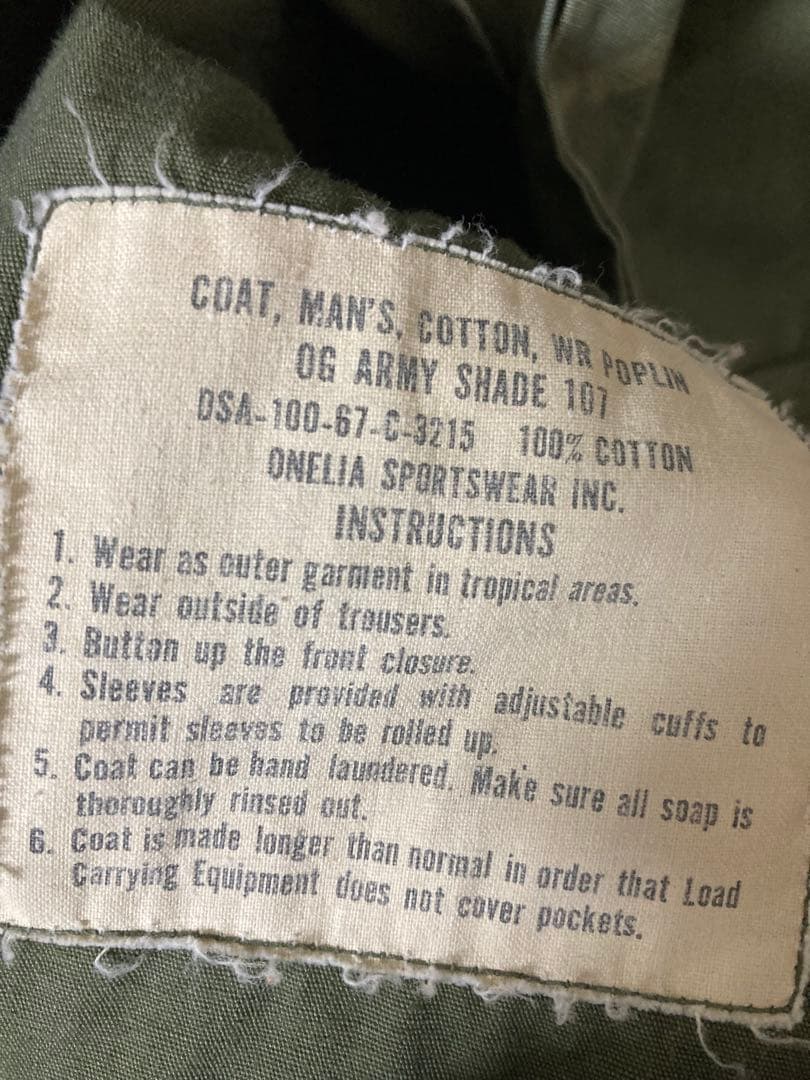 COAT, MAN'S, COTTON, WR POPLIN
OG ARMY SHADE 107
DSA-100-67-C-3215 100% COTTON
ONELIA SPORTSWEAR INC.
INSTRUCTIONS
1. Wear as outer garment in tropical areas.
2. Wear outside of trousers.
3. Button up the front closure.
4. Sleeves are provided with adjustable cuffs to
permit sleeves to be rolled up.
5. Coat can be hand laundered. Make sure all soap is
thoroughly rinsed out.
6. Coat is made longer than normal in order that Load
Carrying Equipment does not cover pockets.